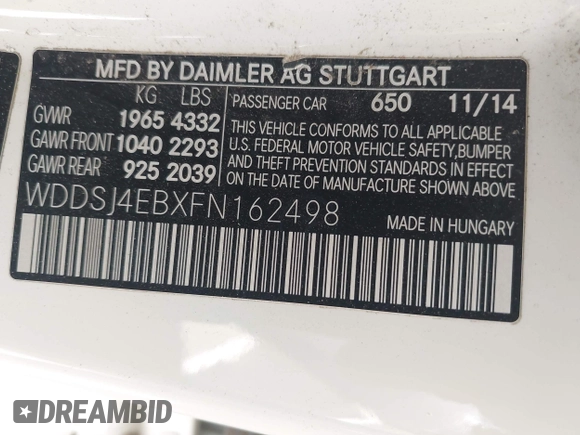 MFD BY DAIMLER AG STUTTGART
KG LBS
GVWR 1965 4332
GAWR FRONT 1040 2293
GAWR REAR 925 2039
PASSENGER CAR 650 11/14
THIS VEHICLE CONFORMS TO ALL APPLICABLE
U.S. FEDERAL MOTOR VEHICLE SAFETY, BUMPER
AND THEFT PREVENTION STANDARDS IN EFFECT
ON THE DATE OF MANUFACTURE SHOWN ABOVE.
WDDSJ4EBXFN162498
MADE IN HUNGARY
DREAMBID